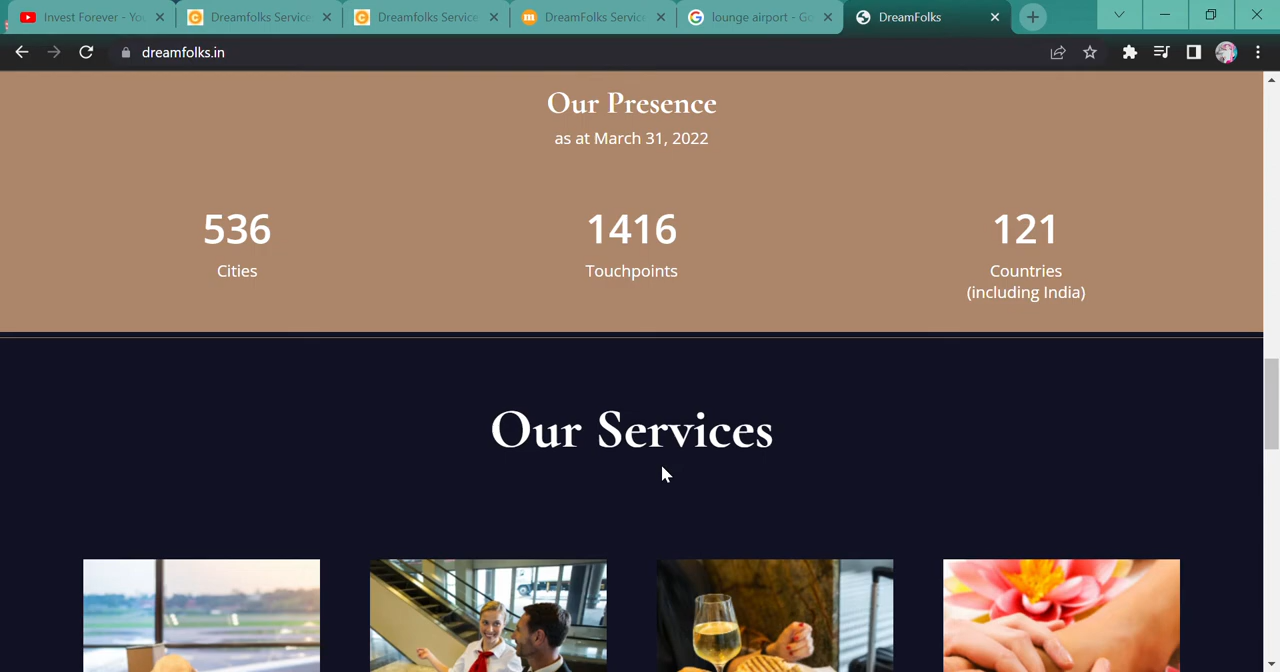 Invest Forever - You
Dreamfolks Service
Dreamfolks Service
DreamFolks Servic
lounge airport - Go
DreamFolks
dreamfolks.in
Our Presence
as at March 31, 2022
536
1416
121
Cities
Touchpoints
Countries
(including India)
Our Services